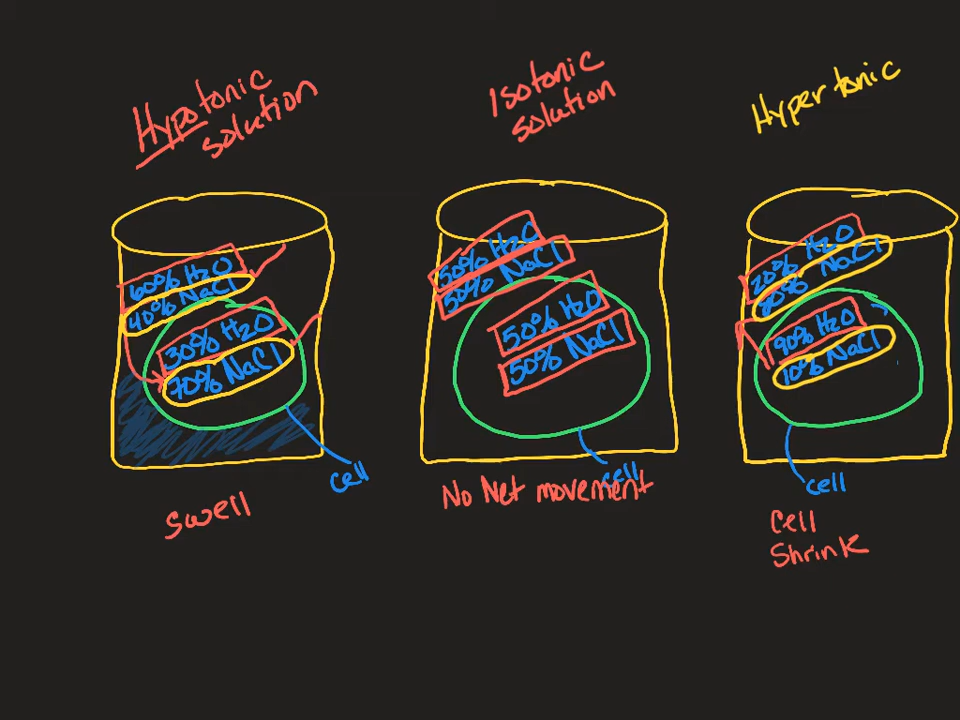 Hypotonic
solution
60% H2O
40% NaCl
30% H2O
70% NaCl
cell
swell
Isotonic
solution
50% H2O
50% NaCl
50% H2O
50% NaCl
cell
No Net movement
Hypertonic
20% H2O
80% NaCl
90% H2O
10% NaCl
cell
Cell
Shrink